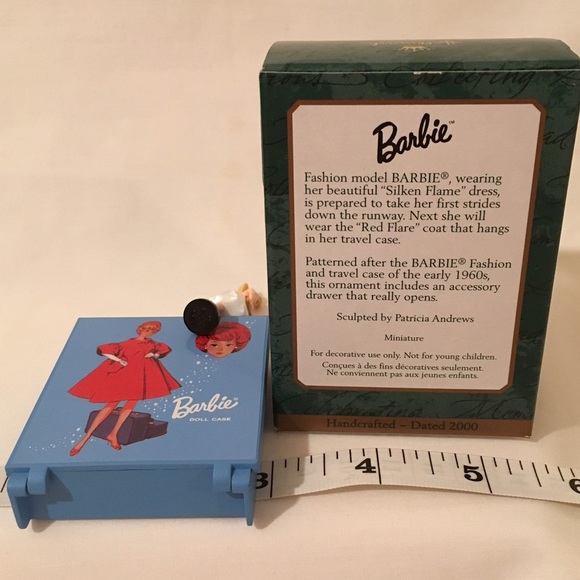 Barbie™
Fashion model BARBIE®, wearing
her beautiful “Silken Flame” dress,
is prepared to take her first strides
down the runway. Next she will
wear the “Red Flare” coat that hangs
in her travel case.
Patterned after the BARBIE® Fashion
and travel case of the early 1960s,
this ornament includes an accessory
drawer that really opens.
Sculpted by Patricia Andrews
Miniature
For decorative use only. Not for young children.
Conçues à des fins décoratives seulement.
Ne conviennent pas aux jeunes enfants.
Handcrafted – Dated 2000
Barbie®
DOLL CASE
3 4 5 6